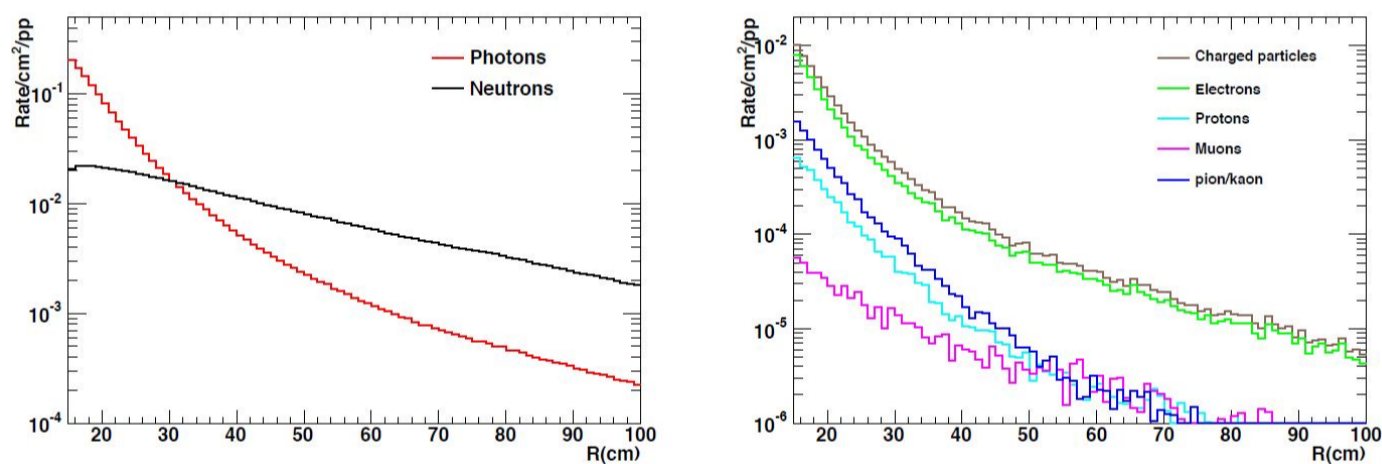 Rate/cm²/pp
10⁻¹
10⁻²
10⁻³
10⁻⁴
Photons
Neutrons
20 30 40 50 60 70 80 90 100
R(cm)
Rate/cm²/pp
10⁻²
10⁻³
10⁻⁴
10⁻⁵
10⁻⁶
Charged particles
Electrons
Protons
Muons
pion/kaon
20 30 40 50 60 70 80 90 100
R(cm)